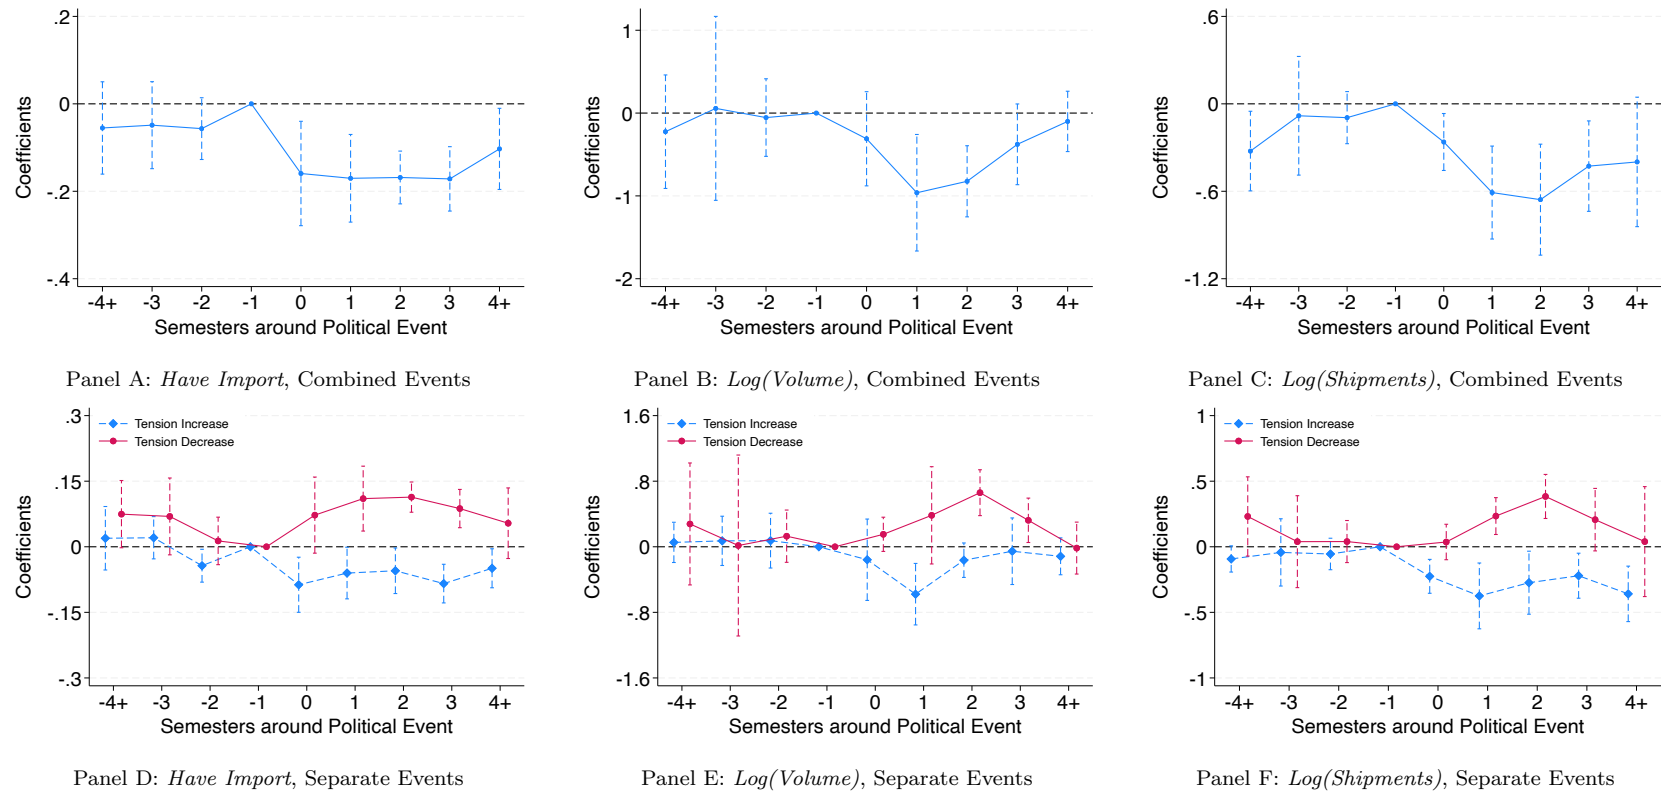 .2
0
-.2
-.4
Coefficients
-4+ -3 -2 -1 0 1 2 3 4+
Semesters around Political Event
Panel A: Have Import, Combined Events
1
0
-1
-2
Coefficients
-4+ -3 -2 -1 0 1 2 3 4+
Semesters around Political Event
Panel B: Log(Volume), Combined Events
.6
0
-.6
-1.2
Coefficients
-4+ -3 -2 -1 0 1 2 3 4+
Semesters around Political Event
Panel C: Log(Shipments), Combined Events
.3
.15
0
-.15
-.3
Coefficients
Tension Increase
Tension Decrease
-4+ -3 -2 -1 0 1 2 3 4+
Semesters around Political Event
Panel D: Have Import, Separate Events
1.6
.8
0
-.8
-1.6
Coefficients
Tension Increase
Tension Decrease
-4+ -3 -2 -1 0 1 2 3 4+
Semesters around Political Event
Panel E: Log(Volume), Separate Events
1
.5
0
-.5
-1
Coefficients
Tension Increase
Tension Decrease
-4+ -3 -2 -1 0 1 2 3 4+
Semesters around Political Event
Panel F: Log(Shipments), Separate Events